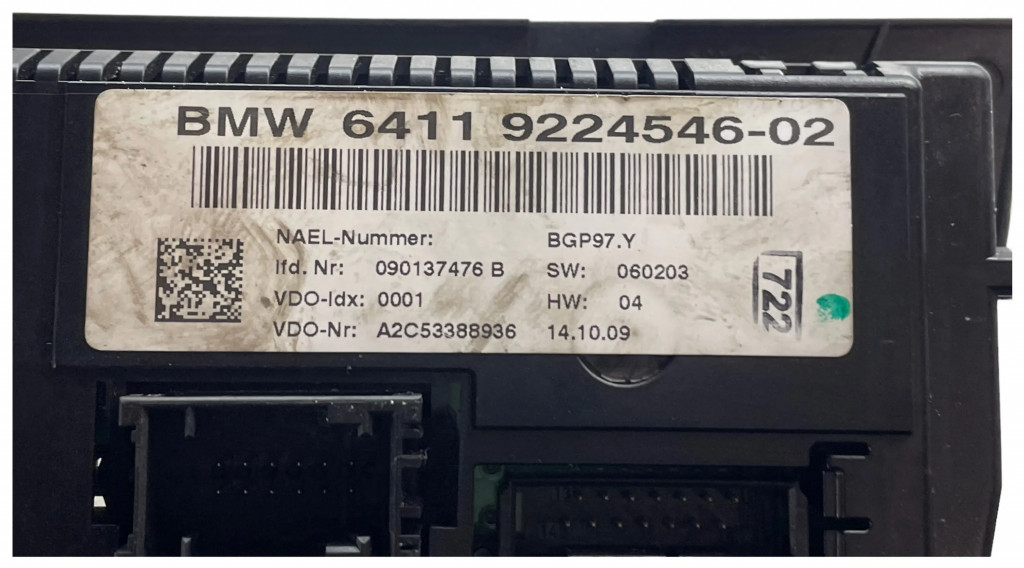 BMW 6411 9224546-02
NAEL-Nummer: BGP97.Y
lfd. Nr: 090137476 B SW: 060203
VDO-Idx: 0001 HW: 04
VDO-Nr: A2C53388936 14.10.09
722